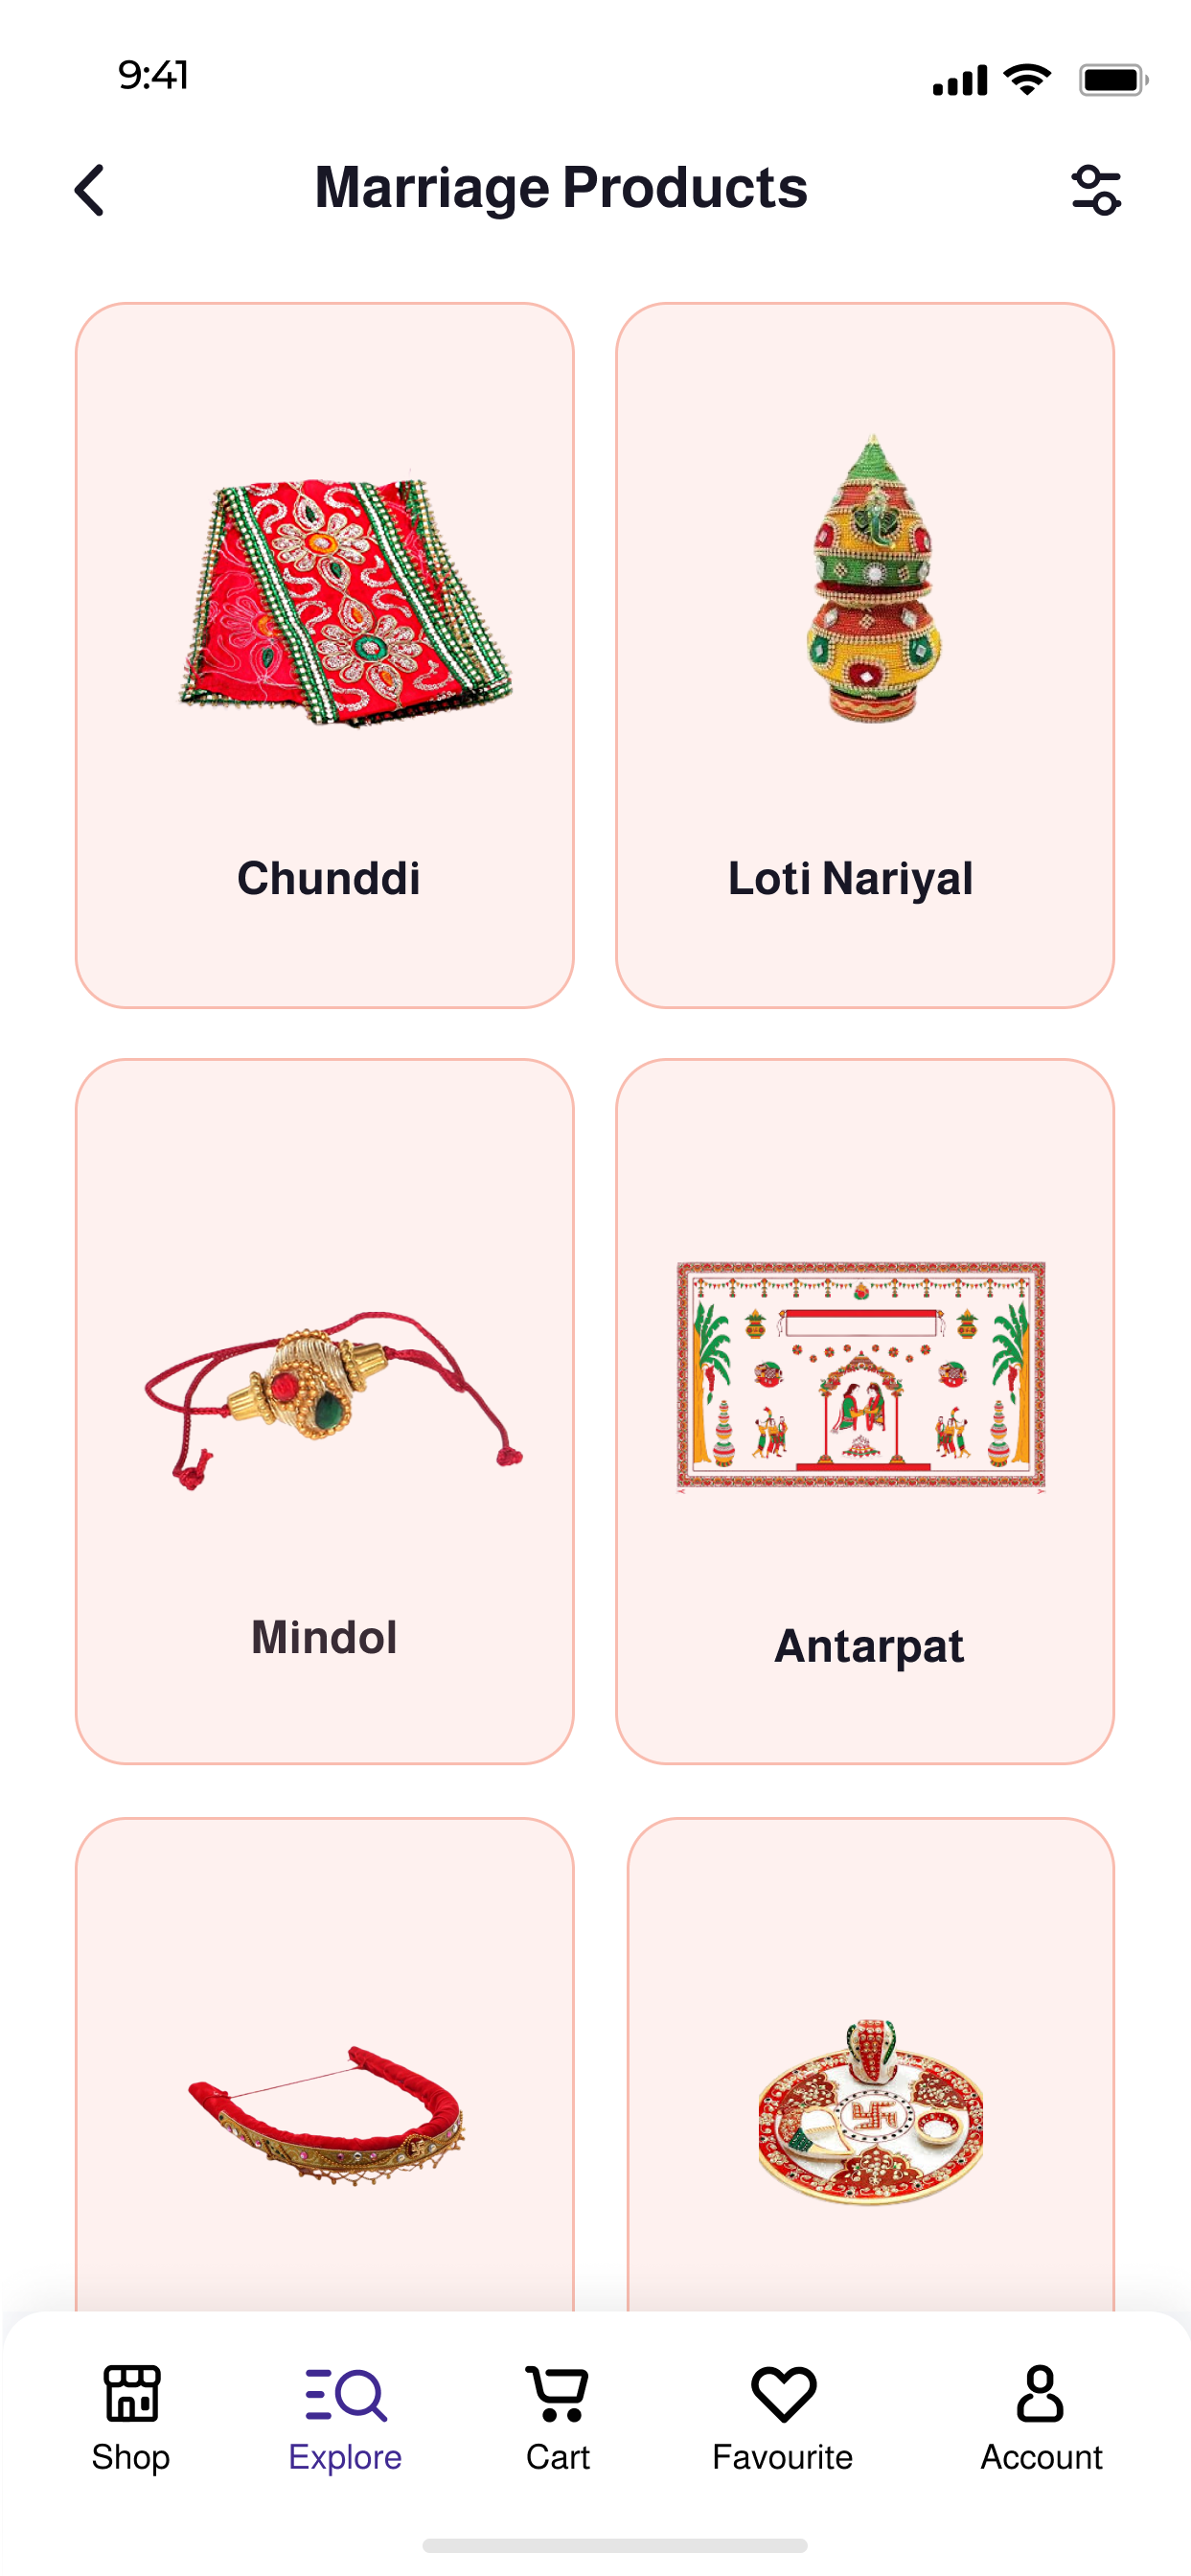 9:41
Marriage Products
Chunddi
Loti Nariyal
Mindol
Antarpat
Shop
Explore
Cart
Favourite
Account